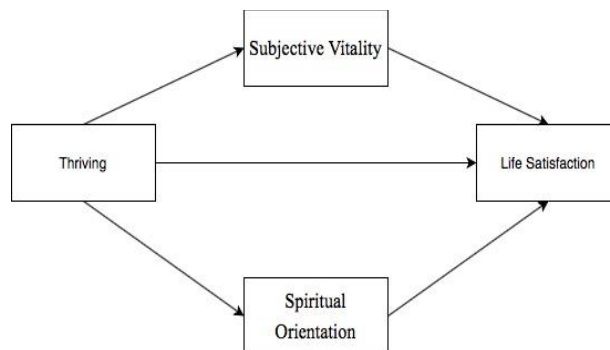 Subjective Vitality
Thriving
Life Satisfaction
Spiritual
Orientation